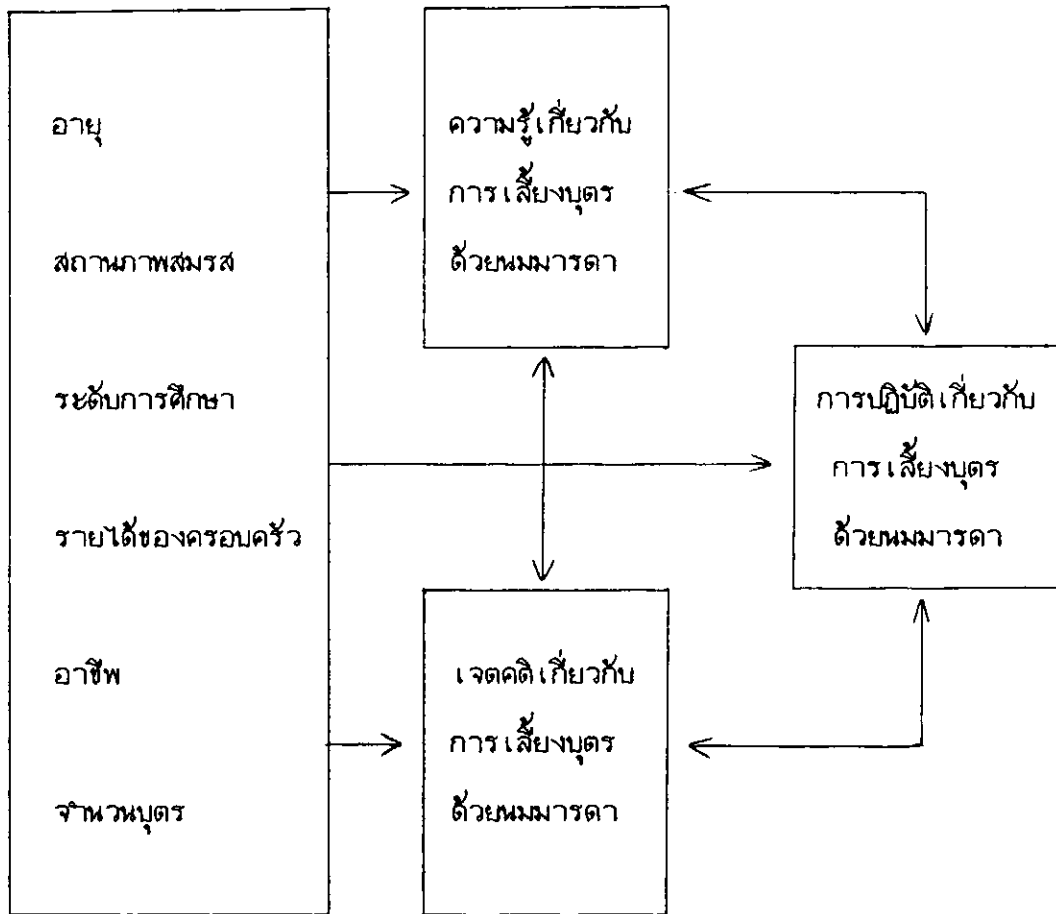 อายุ
สถานภาพสมรส
ระดับการศึกษา
รายได้ของครอบครัว
อาชีพ
จำนวนบุตร
ความรู้เกี่ยวกับ
การเลี้ยงบุตร
ด้วยนมมารดา
เจตคติเกี่ยวกับ
การเลี้ยงบุตร
ด้วยนมมารดา
การปฏิบัติเกี่ยวกับ
การเลี้ยงบุตร
ด้วยนมมารดา